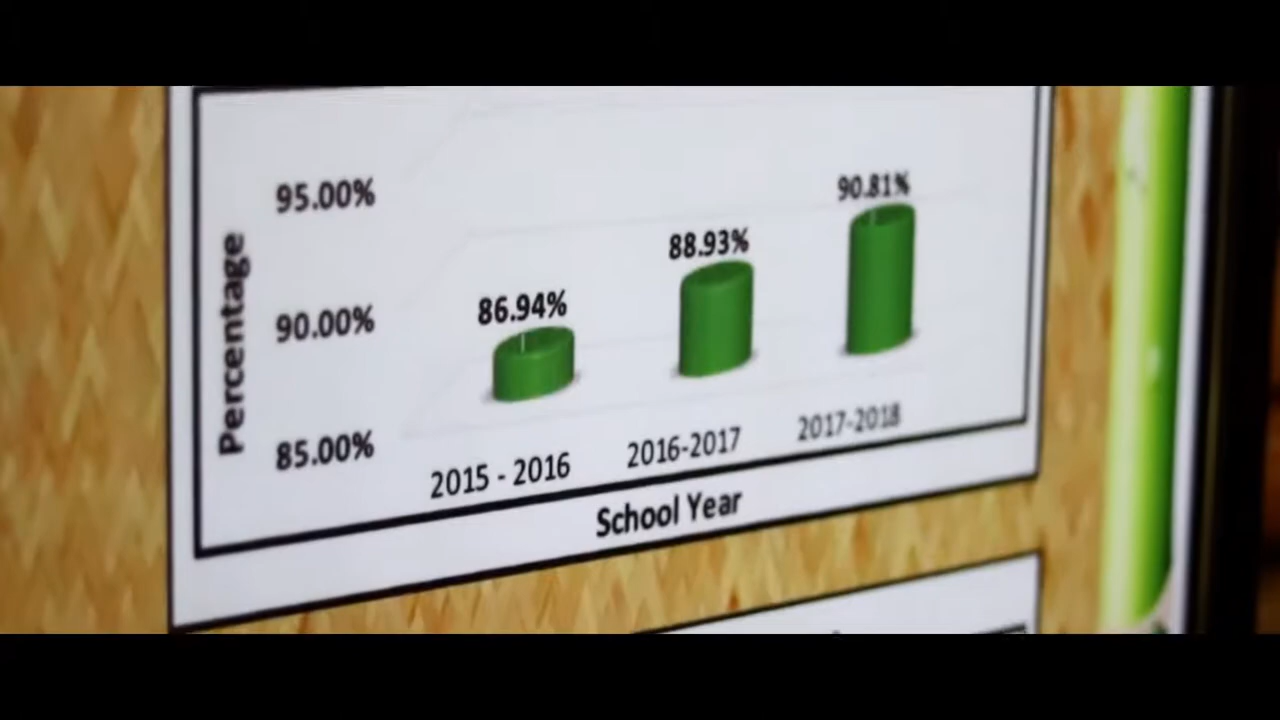 95.00%
90.00%
85.00%
Percentage
86.94%
88.93%
90.81%
2015 - 2016
2016-2017
2017-2018
School Year